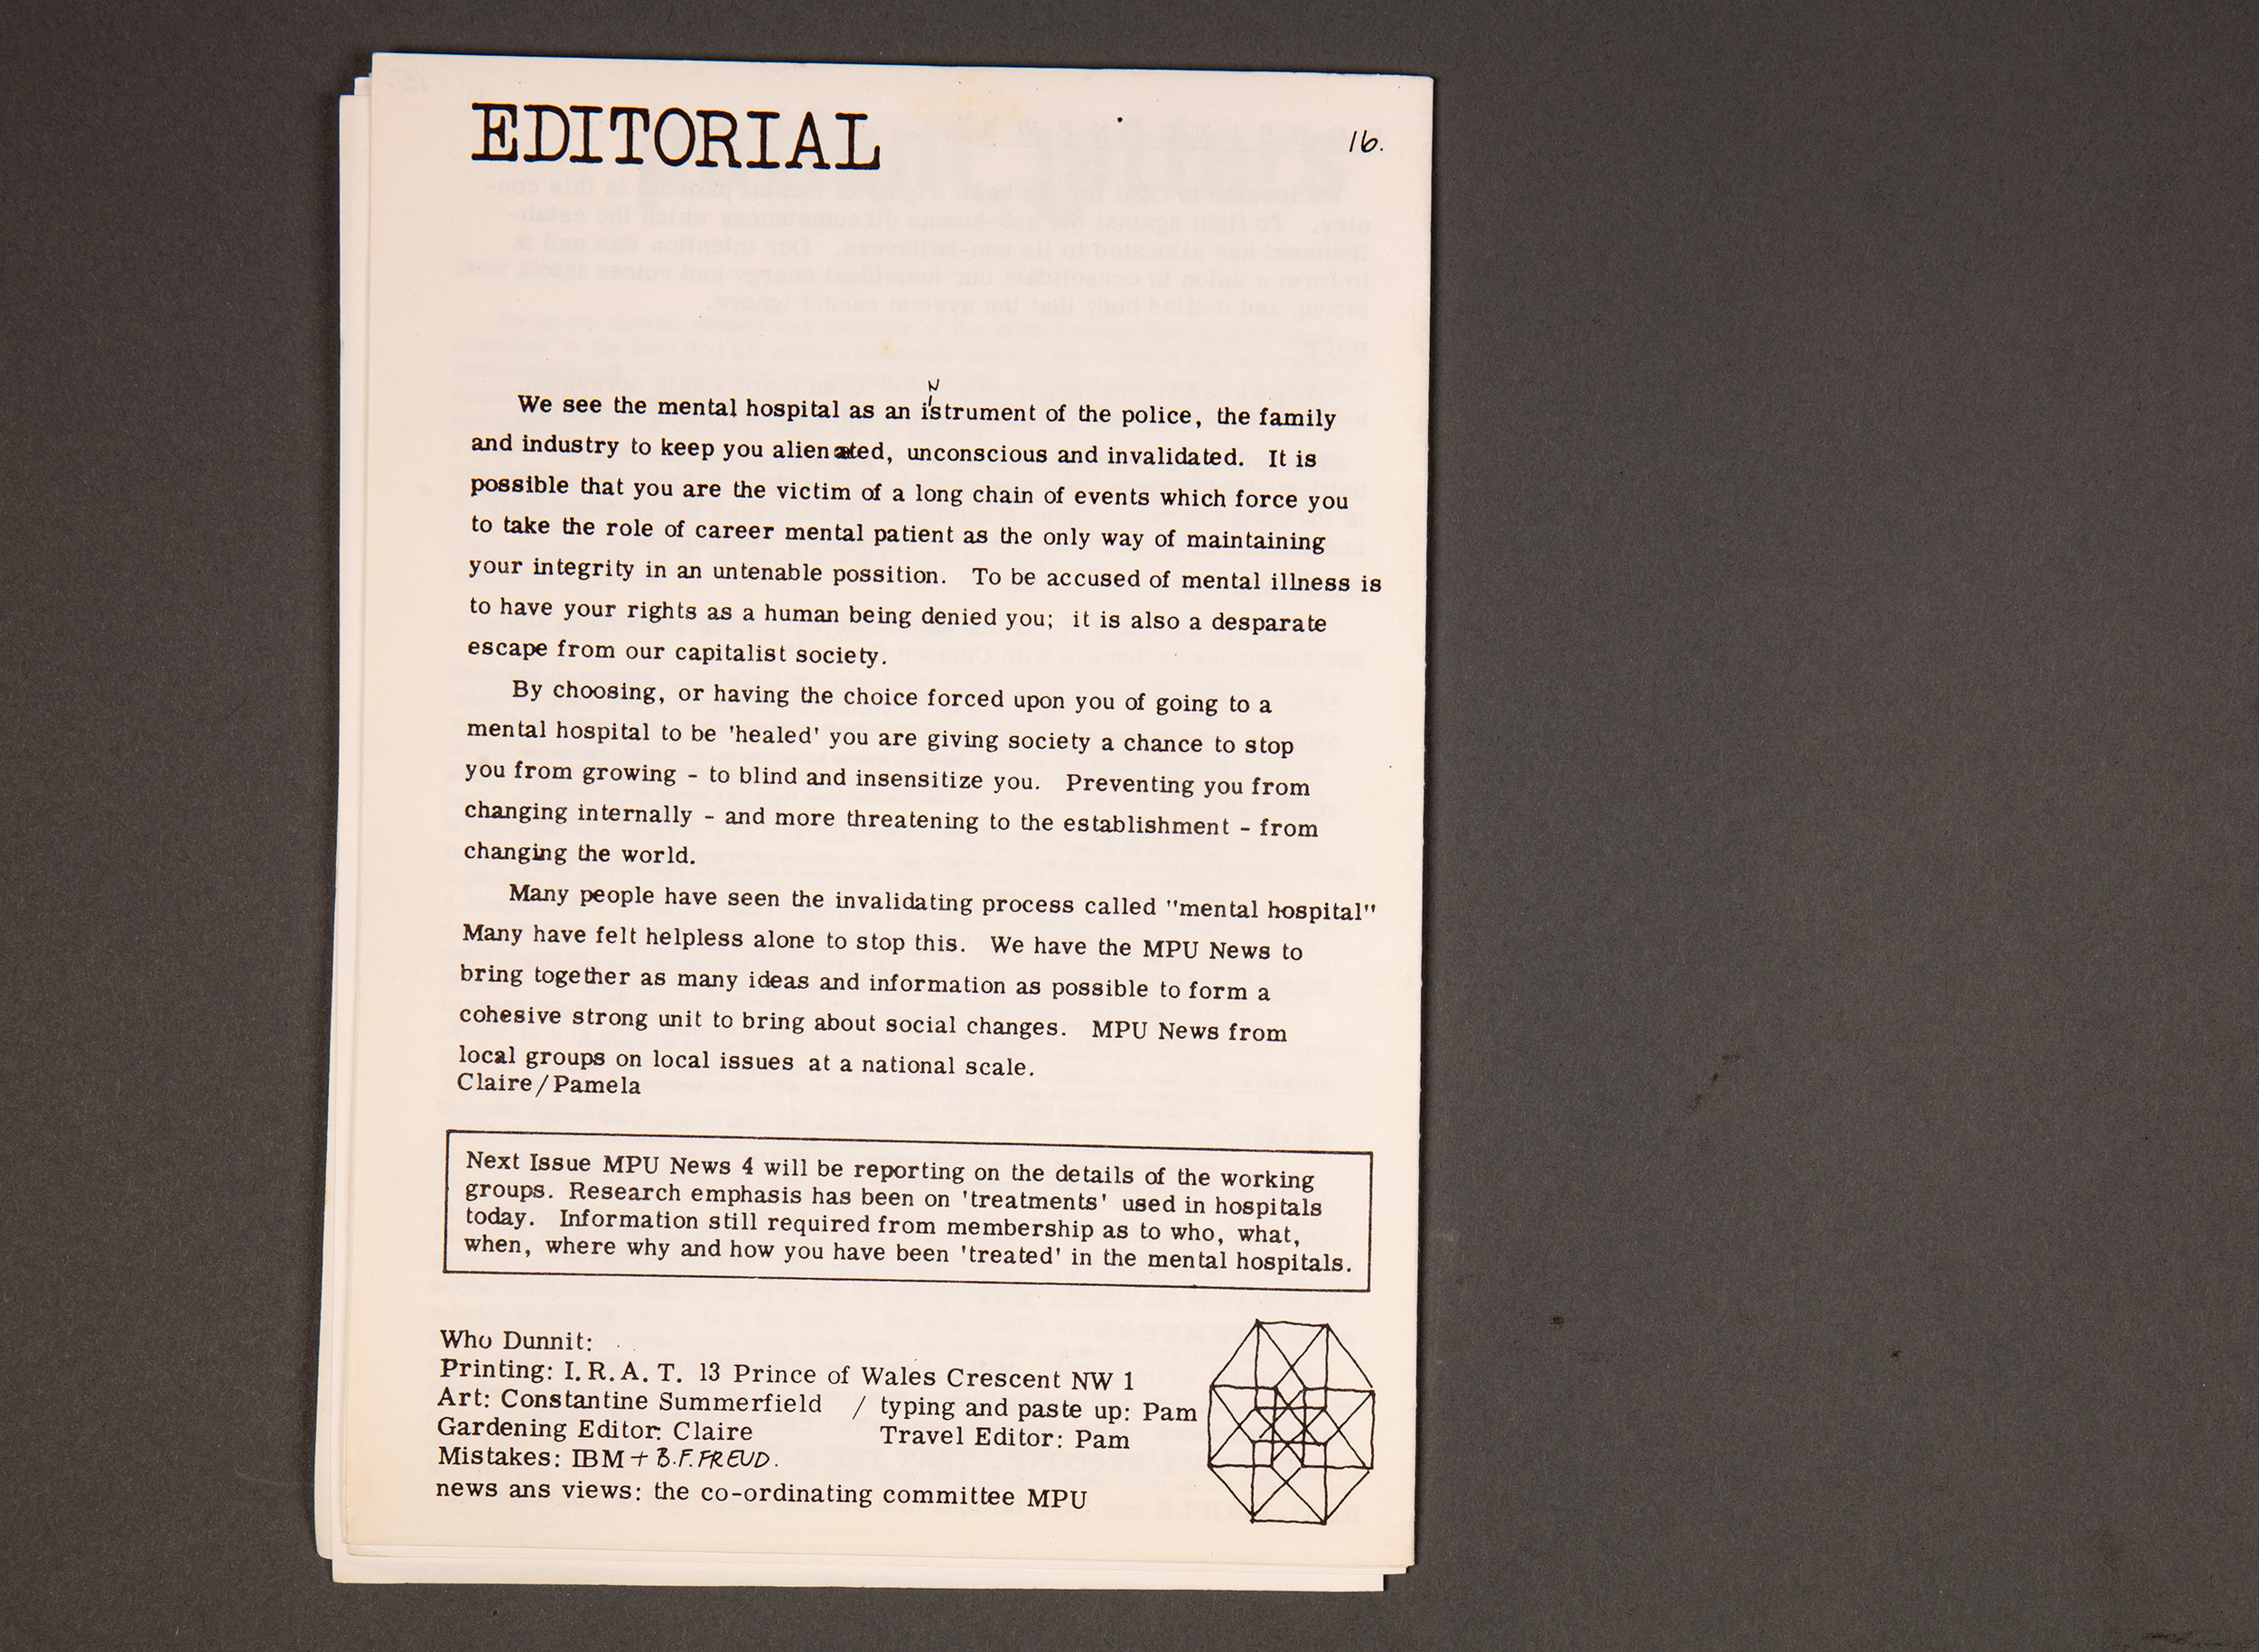 EDITORIAL
16.
We see the mental hospital as an iNstrument of the police, the family
and industry to keep you alienated, unconscious and invalidated. It is
possible that you are the victim of a long chain of events which force you
to take the role of career mental patient as the only way of maintaining
your integrity in an untenable possition. To be accused of mental illness is
to have your rights as a human being denied you; it is also a desparate
escape from our capitalist society.
By choosing, or having the choice forced upon you of going to a
mental hospital to be 'healed' you are giving society a chance to stop
you from growing - to blind and insensitize you. Preventing you from
changing internally - and more threatening to the establishment - from
changing the world.
Many people have seen the invalidating process called "mental hospital"
Many have felt helpless alone to stop this. We have the MPU News to
bring together as many ideas and information as possible to form a
cohesive strong unit to bring about social changes. MPU News from
local groups on local issues at a national scale.
Claire/Pamela
Next Issue MPU News 4 will be reporting on the details of the working
groups. Research emphasis has been on 'treatments' used in hospitals
today. Information still required from membership as to who, what,
when, where why and how you have been 'treated' in the mental hospitals.
Who Dunnit:
Printing: I.R.A.T. 13 Prince of Wales Crescent NW 1
Art: Constantine Summerfield / typing and paste up: Pam
Gardening Editor: Claire Travel Editor: Pam
Mistakes: IBM + B.F. FREUD.
news ans views: the co-ordinating committee MPU